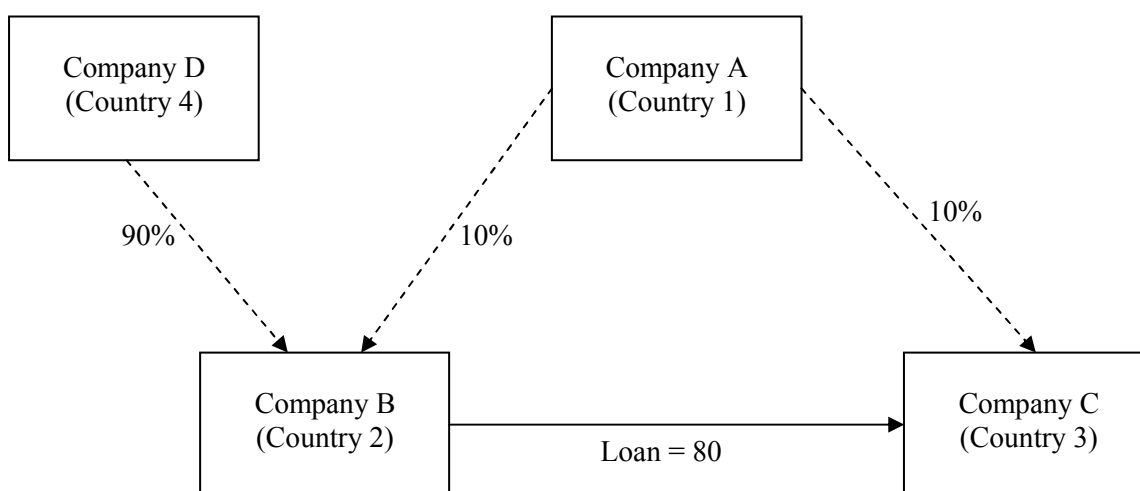 Company D
(Country 4)
Company A
(Country 1)
90%
10%
10%
Company B
(Country 2)
Loan = 80
Company C
(Country 3)